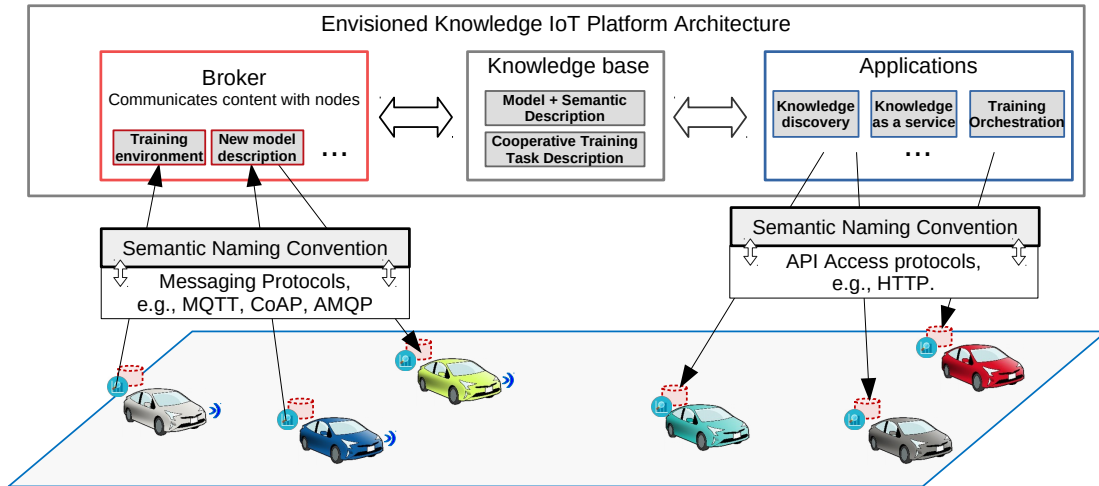 Envisioned Knowledge IoT Platform Architecture
Broker
Communicates content with nodes
Training
environment
New model
description
...
Knowledge base
Model + Semantic
Description
Cooperative Training
Task Description
Applications
Knowledge
discovery
Knowledge
as a service
Training
Orchestration
...
Semantic Naming Convention
Messaging Protocols,
e.g., MQTT, CoAP, AMQP
Semantic Naming Convention
API Access protocols,
e.g., HTTP.